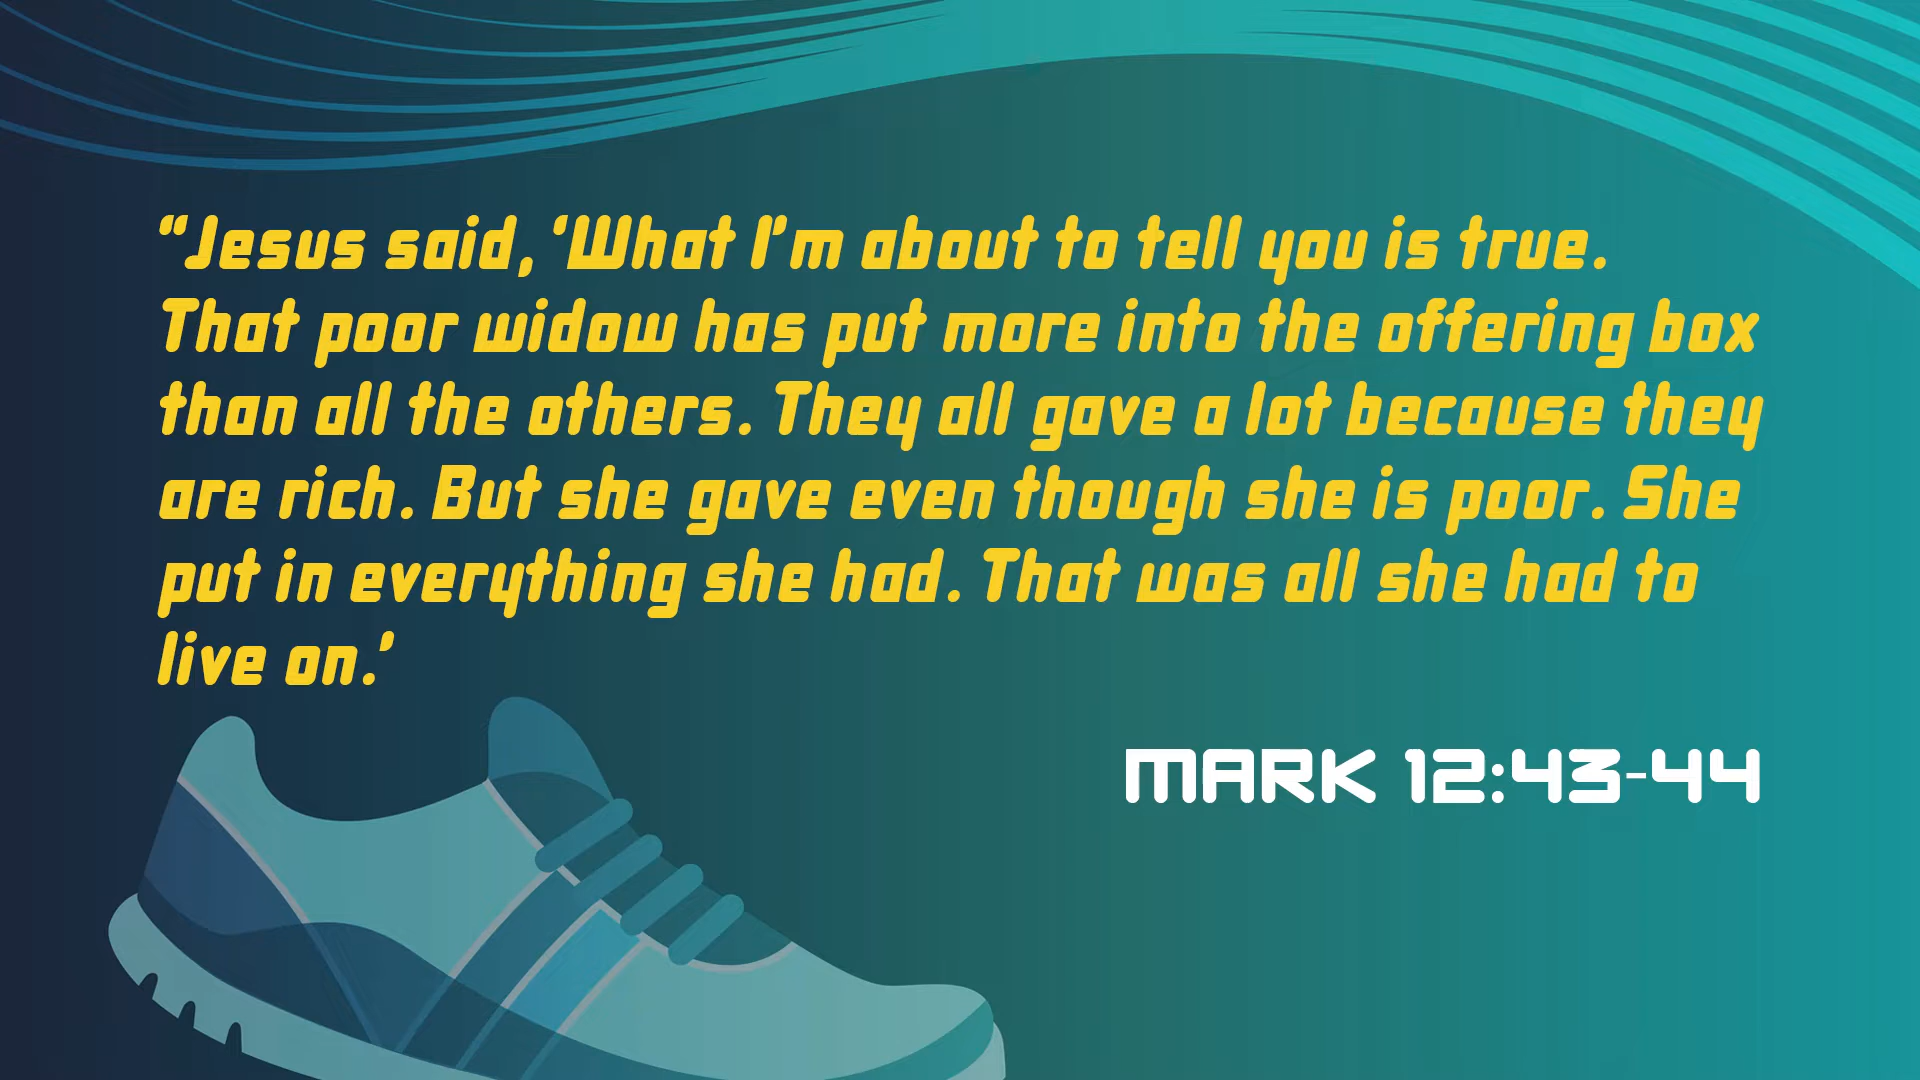 “Jesus said, ‘What I’m about to tell you is true.
That poor widow has put more into the offering box
than all the others. They all gave a lot because they
are rich. But she gave even though she is poor. She
put in everything she had. That was all she had to
live on.’
MARK 12:43-44